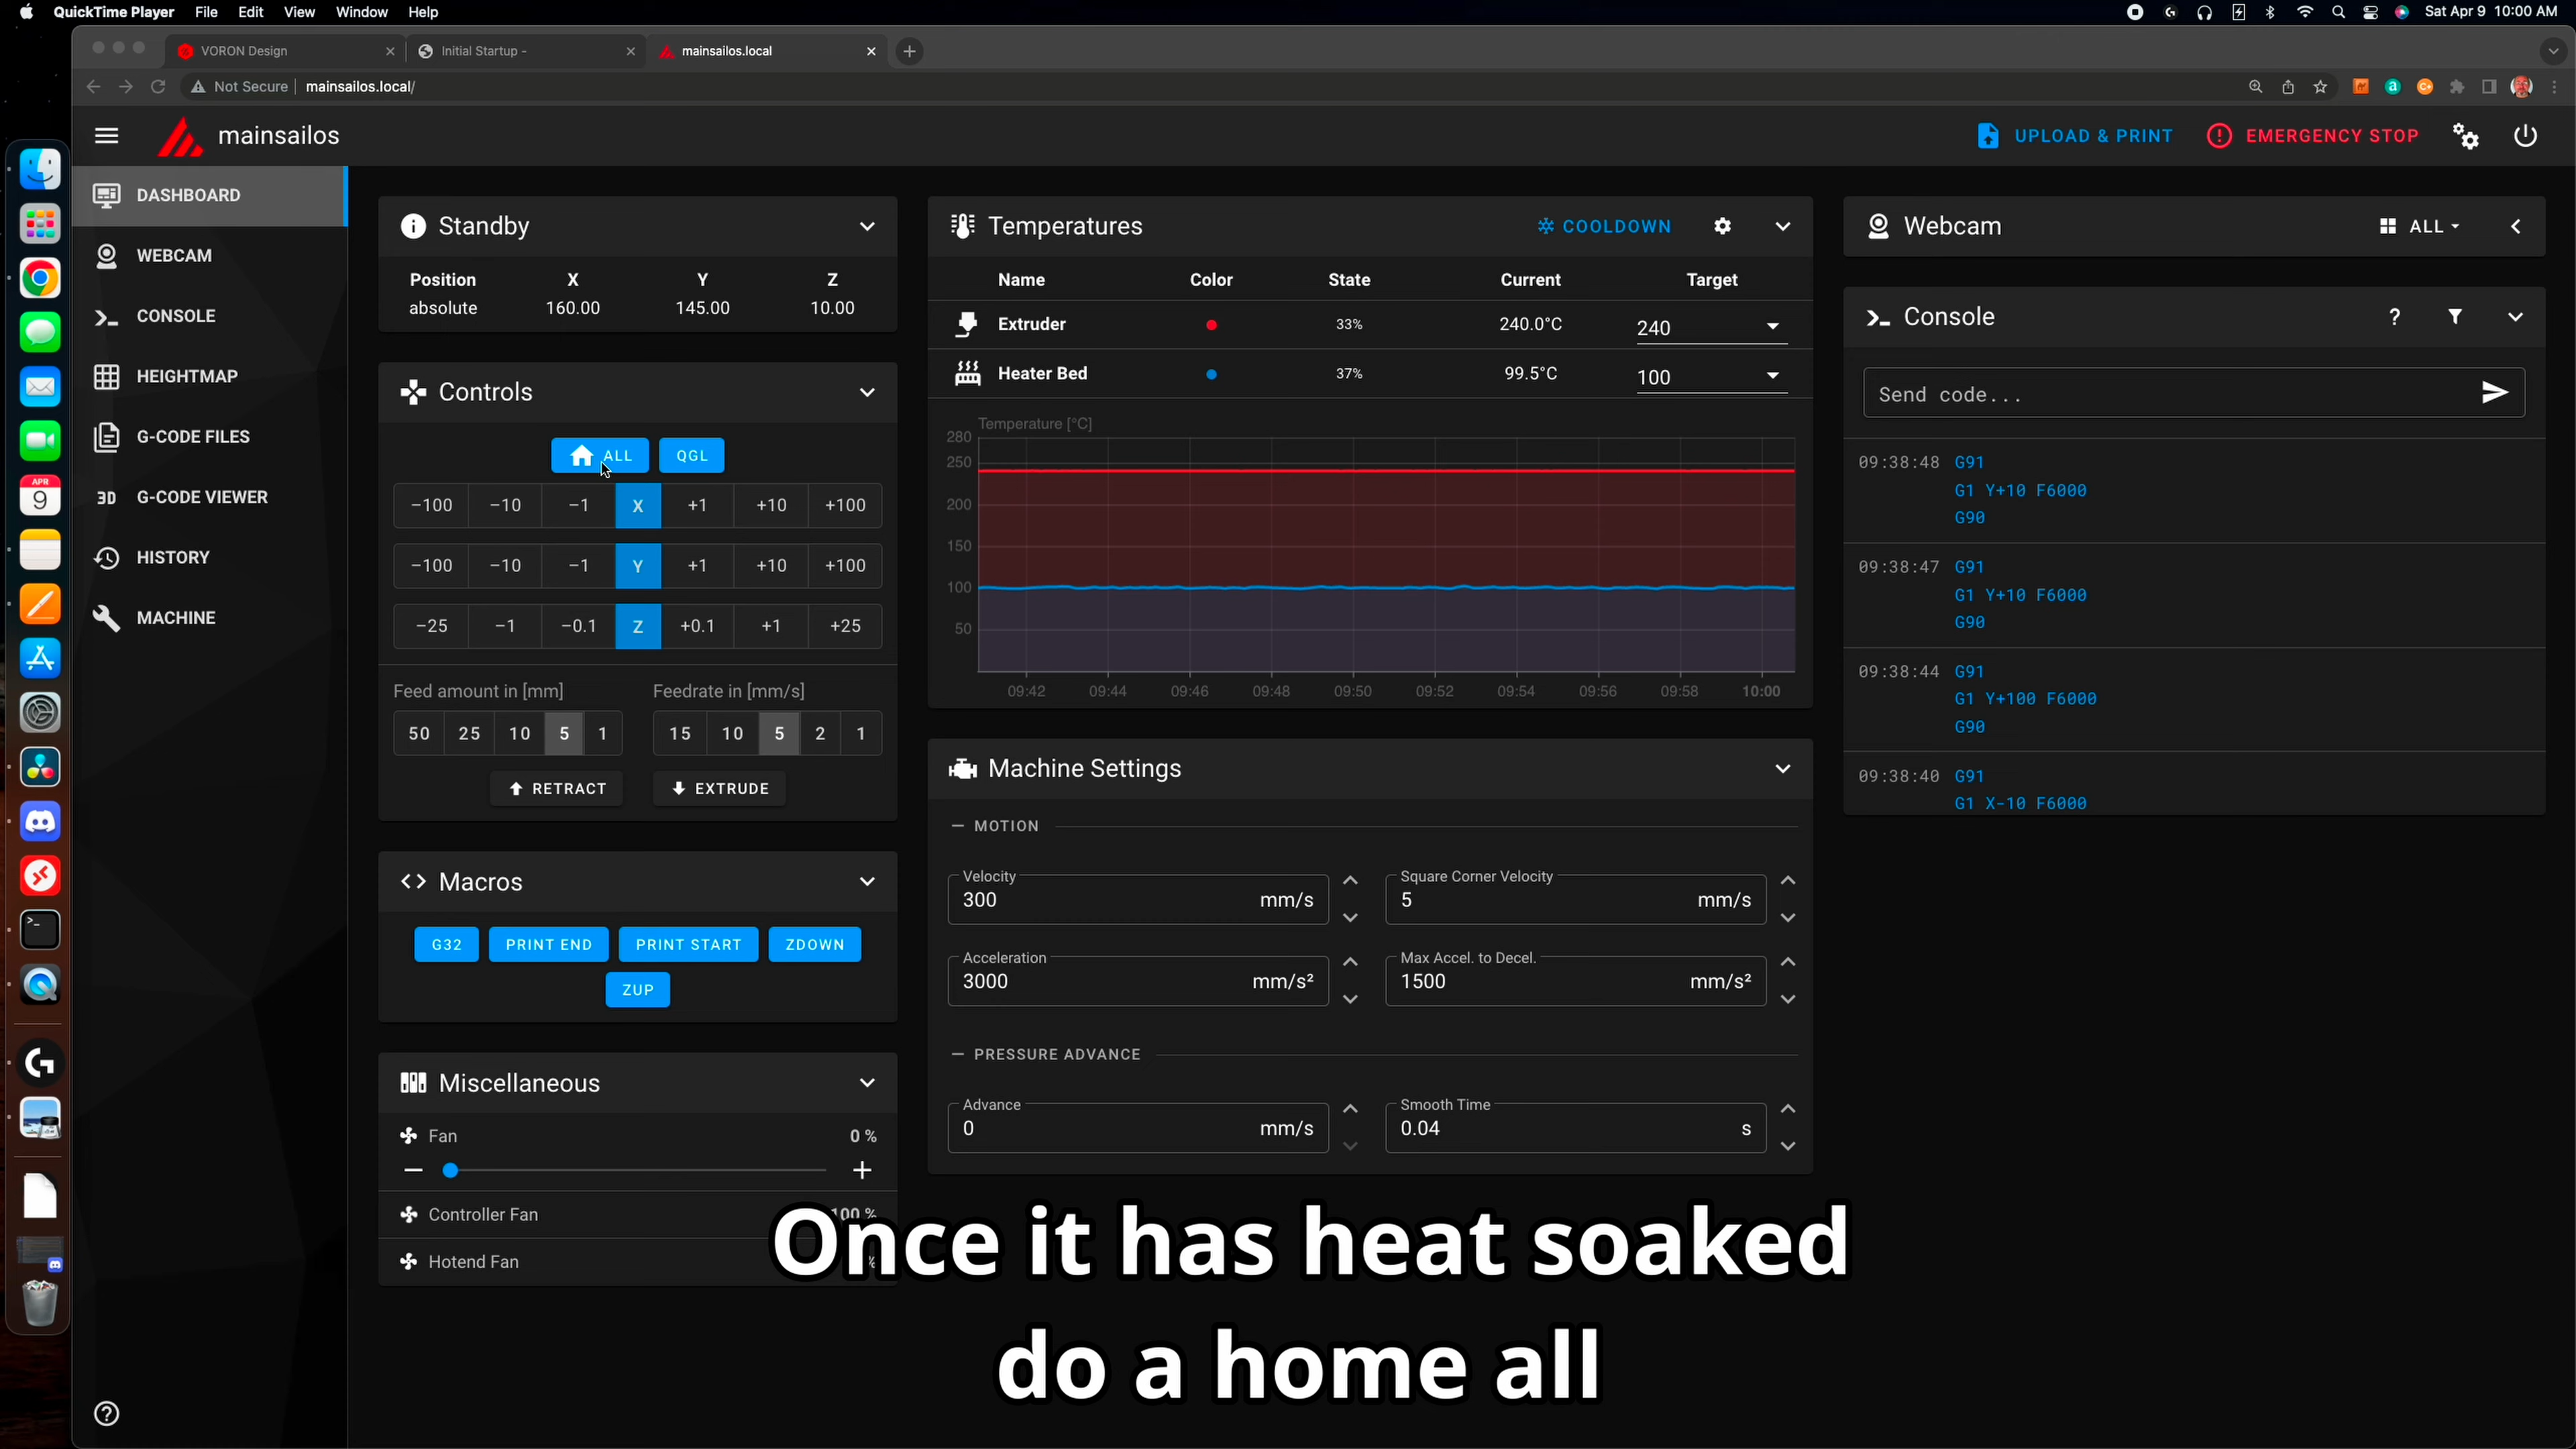 QuickTime Player File Edit View Window Help
Sat Apr 9 10:00 AM
VORON Design
Initial Startup -
mainsailos.local
Not Secure
mainsailos.local/
mainsailos
UPLOAD & PRINT
EMERGENCY STOP
APR
9
DASHBOARD
WEBCAM
CONSOLE
HEIGHTMAP
G-CODE FILES
3D G-CODE VIEWER
HISTORY
MACHINE
Standby
Position X Y Z
absolute 160.00 145.00 10.00
Controls
ALL QGL
−100 −10 −1 X +1 +10 +100
−100 −10 −1 Y +1 +10 +100
−25 −1 −0.1 Z +0.1 +1 +25
Feed amount in [mm] Feedrate in [mm/s]
50 25 10 5 1 15 10 5 2 1
RETRACT EXTRUDE
Macros
G32 PRINT END PRINT START ZDOWN
ZUP
Miscellaneous
Fan 0 %
Controller Fan 100 %
Hotend Fan %
Temperatures
COOLDOWN
Name Color State Current Target
Extruder 33% 240.0°C 240
Heater Bed 37% 99.5°C 100
Temperature [°C]
280
250
200
150
100
50
09:42 09:44 09:46 09:48 09:50 09:52 09:54 09:56 09:58 10:00
Machine Settings
MOTION
Velocity Square Corner Velocity
300 mm/s 5 mm/s
Acceleration Max Accel. to Decel.
3000 mm/s² 1500 mm/s²
PRESSURE ADVANCE
Advance Smooth Time
0 mm/s 0.04 s
Webcam ALL
Console ?
Send code...
09:38:48 G91
G1 Y+10 F6000
G90
09:38:47 G91
G1 Y+10 F6000
G90
09:38:44 G91
G1 Y+100 F6000
G90
09:38:40 G91
G1 X-10 F6000
Once it has heat soaked
do a home all